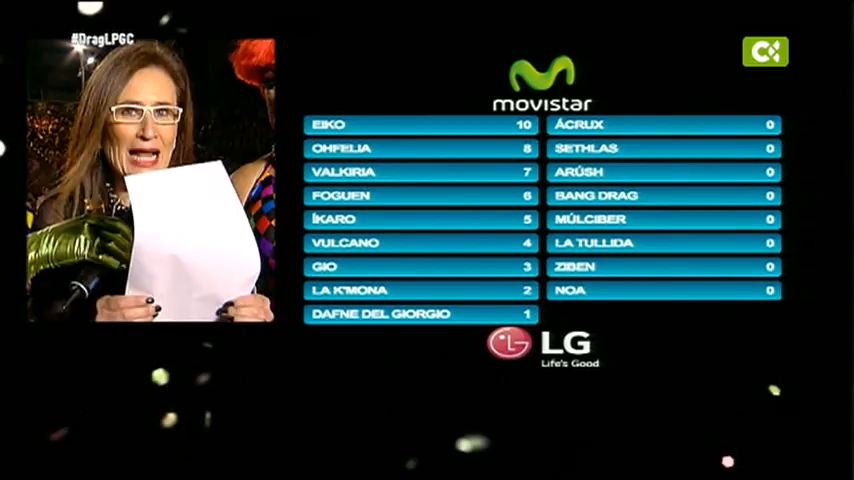 #DragLPGC
movistar
EIKO 10
OHFELIA 8
VALKIRIA 7
FOGUEN 6
ÍKARO 5
VULCANO 4
GIO 3
LA K'MONA 2
DAFNE DEL GIORGIO 1
ÁCRUX 0
SETHLAS 0
ARÚSH 0
BANG DRAG 0
MÚLCIBER 0
LA TULLIDA 0
ZIBEN 0
NOA 0
LG
Life's Good